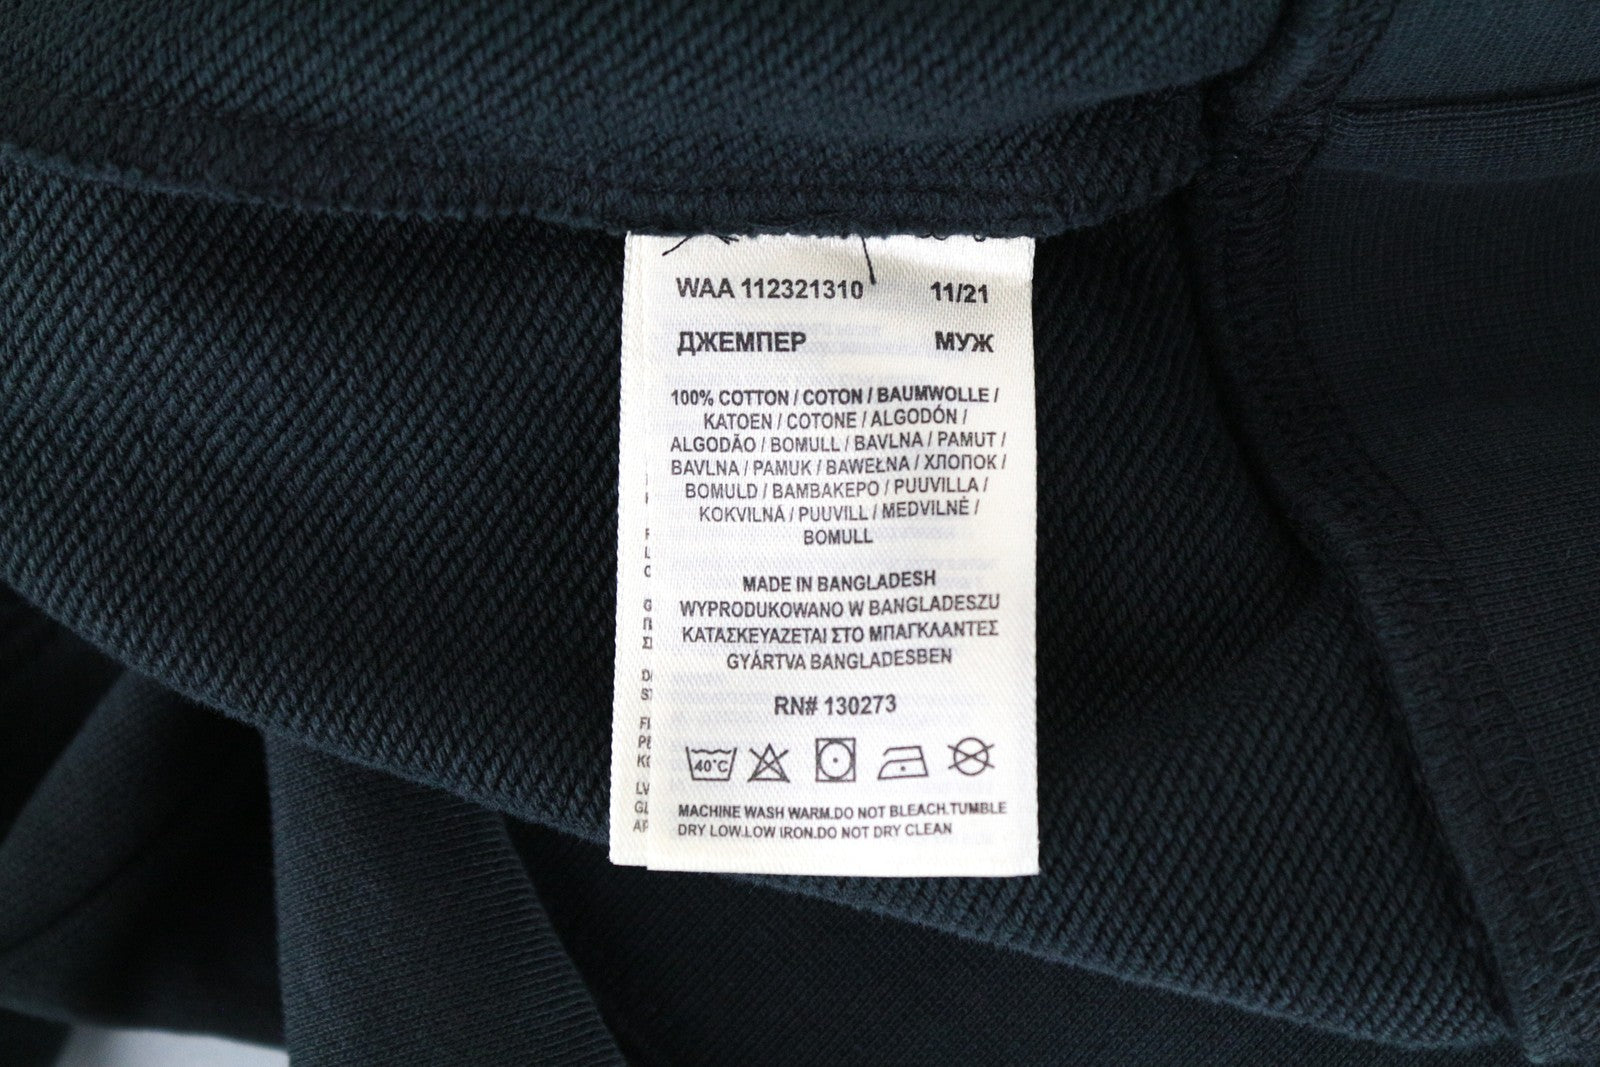 WAA 112321310 11/21
ДЖЕМПЕР МУЖ
100% COTTON / COTON / BAUMWOLLE /
KATOEN / COTONE / ALGODÓN /
ALGODÃO / BOMULL / BAVLNA / PAMUT /
BAVLNA / PAMUK / BAWEŁNA / ХЛОПОК /
BOMULD / ΒΑΜΒΑΚΕΡΟ / PUUVILLA /
KOKVILNA / PUUVILL / MEDVILNĖ /
BOMULL
MADE IN BANGLADESH
WYPRODUKOWANO W BANGLADESZU
ΚΑΤΑΣΚΕΥΑΖΕΤΑΙ ΣΤΟ ΜΠΑΓΚΛΑΝΤΕΣ
GYÁRTVA BANGLADESBEN
RN# 130273
40°C
MACHINE WASH WARM.DO NOT BLEACH.TUMBLE
DRY LOW.LOW IRON.DO NOT DRY CLEAN